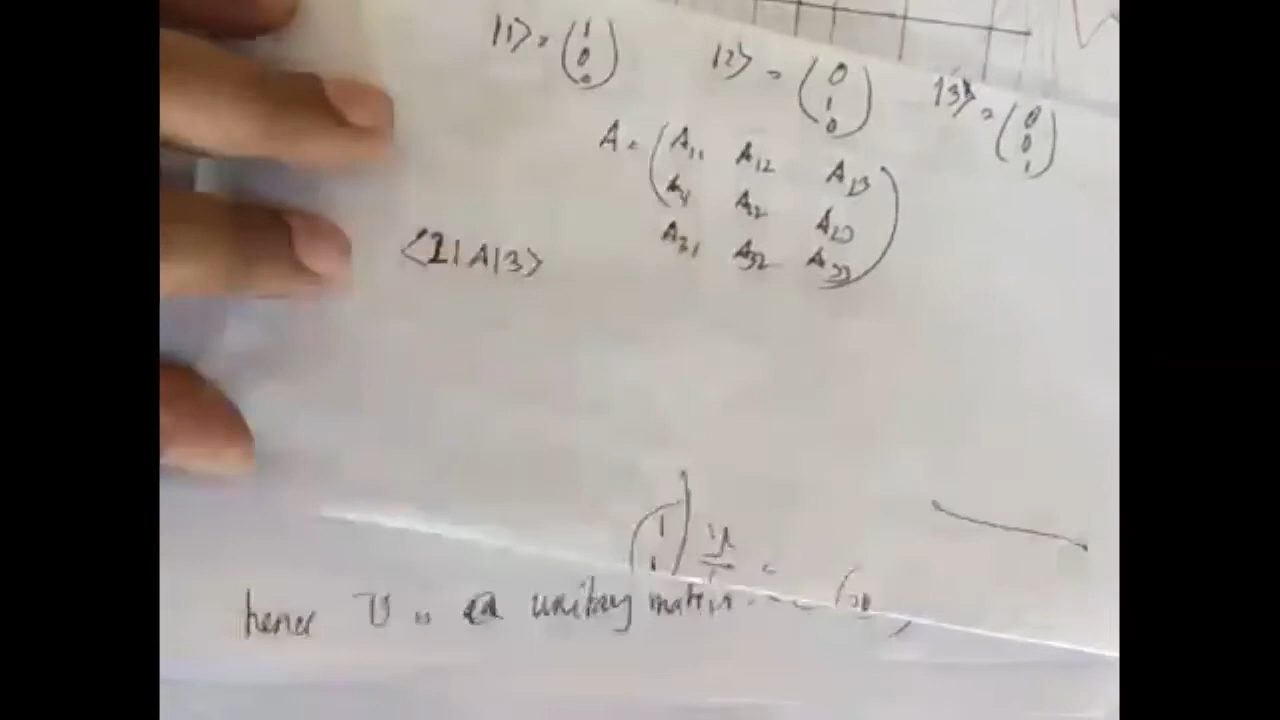 |1> = (1 0 0) |2> = (0 1 0) |3> = (0 0 1)
A = (A11 A12 A13
A22 A23
A31 A32 A33)
<2|A|3>
hence U is a unitary matrix